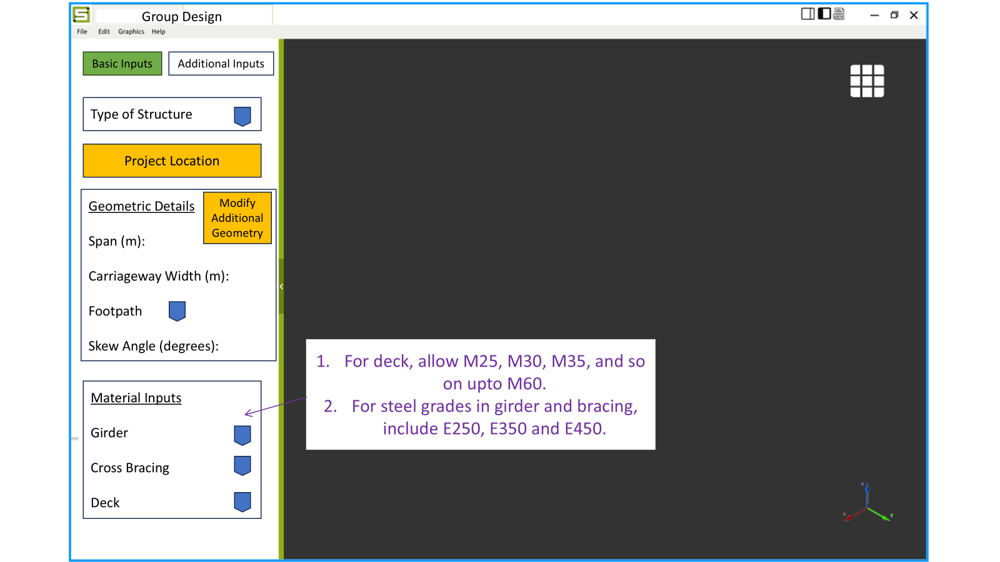 Group Design
File Edit Graphics Help
Basic Inputs
Additional Inputs
Type of Structure
Project Location
Geometric Details
Modify
Additional
Geometry
Span (m):
Carriageway Width (m):
Footpath
Skew Angle (degrees):
1. For deck, allow M25, M30, M35, and so
on upto M60.
2. For steel grades in girder and bracing,
include E250, E350 and E450.
Material Inputs
Girder
Cross Bracing
Deck
z
x
y